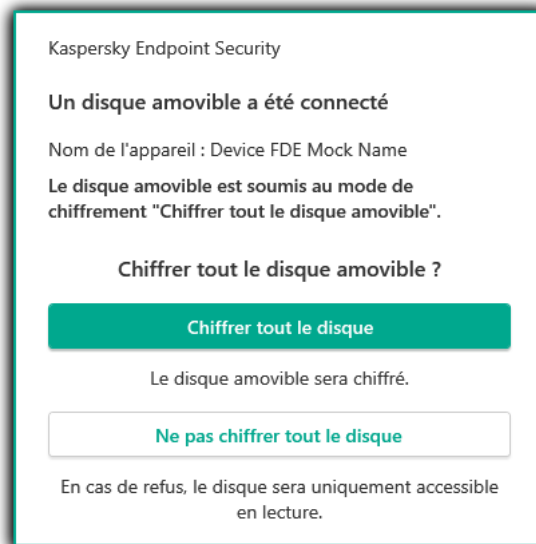 Kaspersky Endpoint Security
Un disque amovible a été connecté
Nom de l'appareil : Device FDE Mock Name
Le disque amovible est soumis au mode de
chiffrement "Chiffrer tout le disque amovible".
Chiffrer tout le disque amovible ?
Chiffrer tout le disque
Le disque amovible sera chiffré.
Ne pas chiffrer tout le disque
En cas de refus, le disque sera uniquement accessible
en lecture.